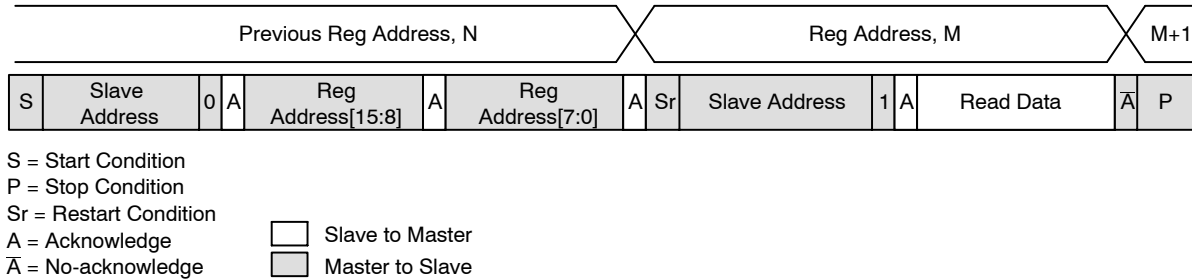 Previous Reg Address, N Reg Address, M M+1
S Slave Address 0 A Reg Address[15:8] A Reg Address[7:0] A Sr Slave Address 1 A Read Data A̅ P
S = Start Condition
P = Stop Condition
Sr = Restart Condition
A = Acknowledge
A̅ = No-acknowledge
Slave to Master
Master to Slave